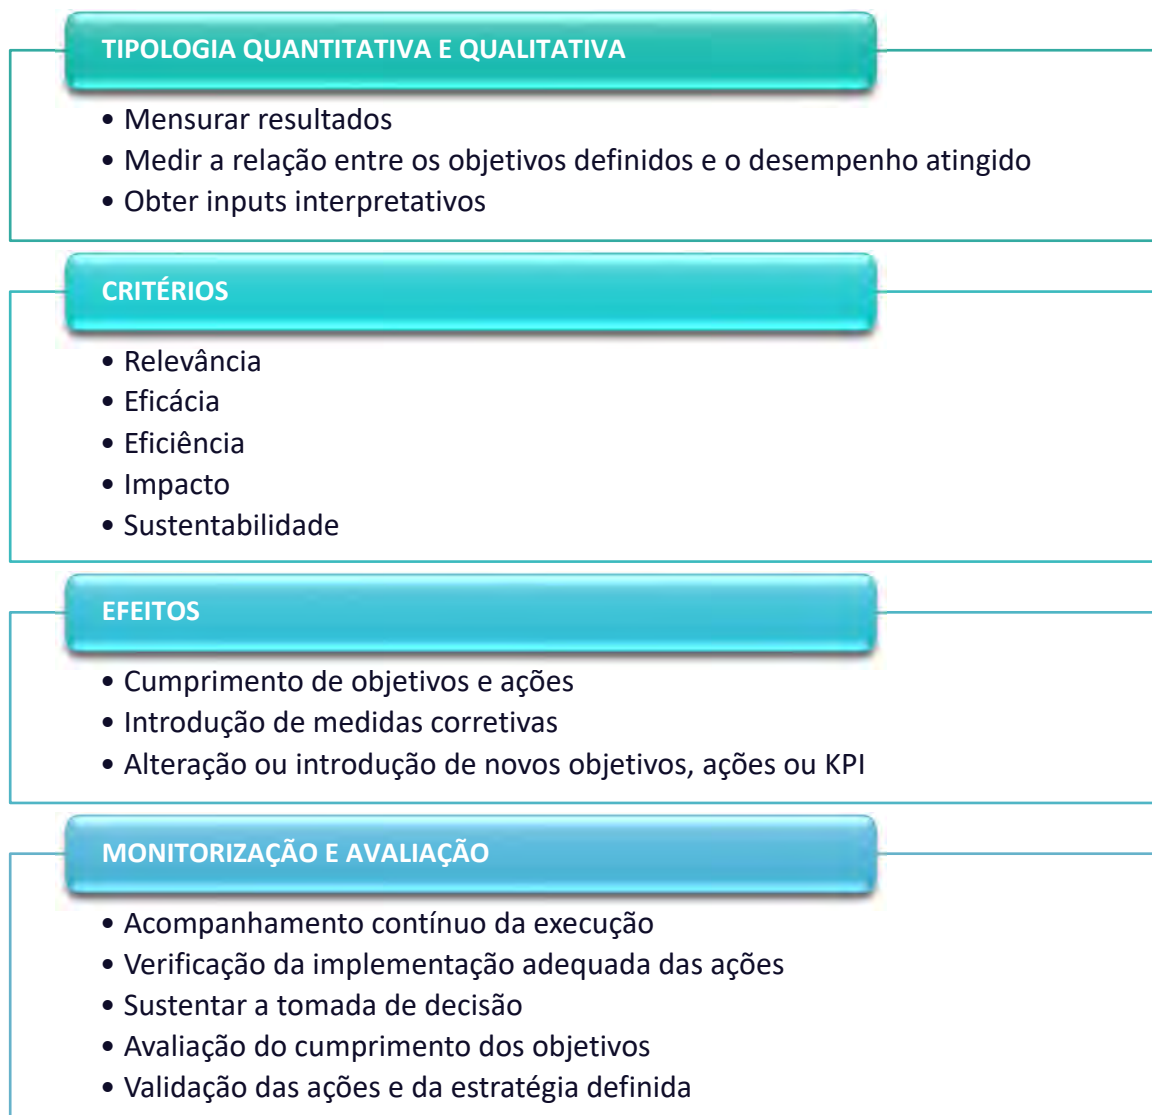 TIPOLOGIA QUANTITATIVA E QUALITATIVA
• Mensurar resultados
• Medir a relação entre os objetivos definidos e o desempenho atingido
• Obter inputs interpretativos
CRITÉRIOS
• Relevância
• Eficácia
• Eficiência
• Impacto
• Sustentabilidade
EFEITOS
• Cumprimento de objetivos e ações
• Introdução de medidas corretivas
• Alteração ou introdução de novos objetivos, ações ou KPI
MONITORIZAÇÃO E AVALIAÇÃO
• Acompanhamento contínuo da execução
• Verificação da implementação adequada das ações
• Sustentar a tomada de decisão
• Avaliação do cumprimento dos objetivos
• Validação das ações e da estratégia definida